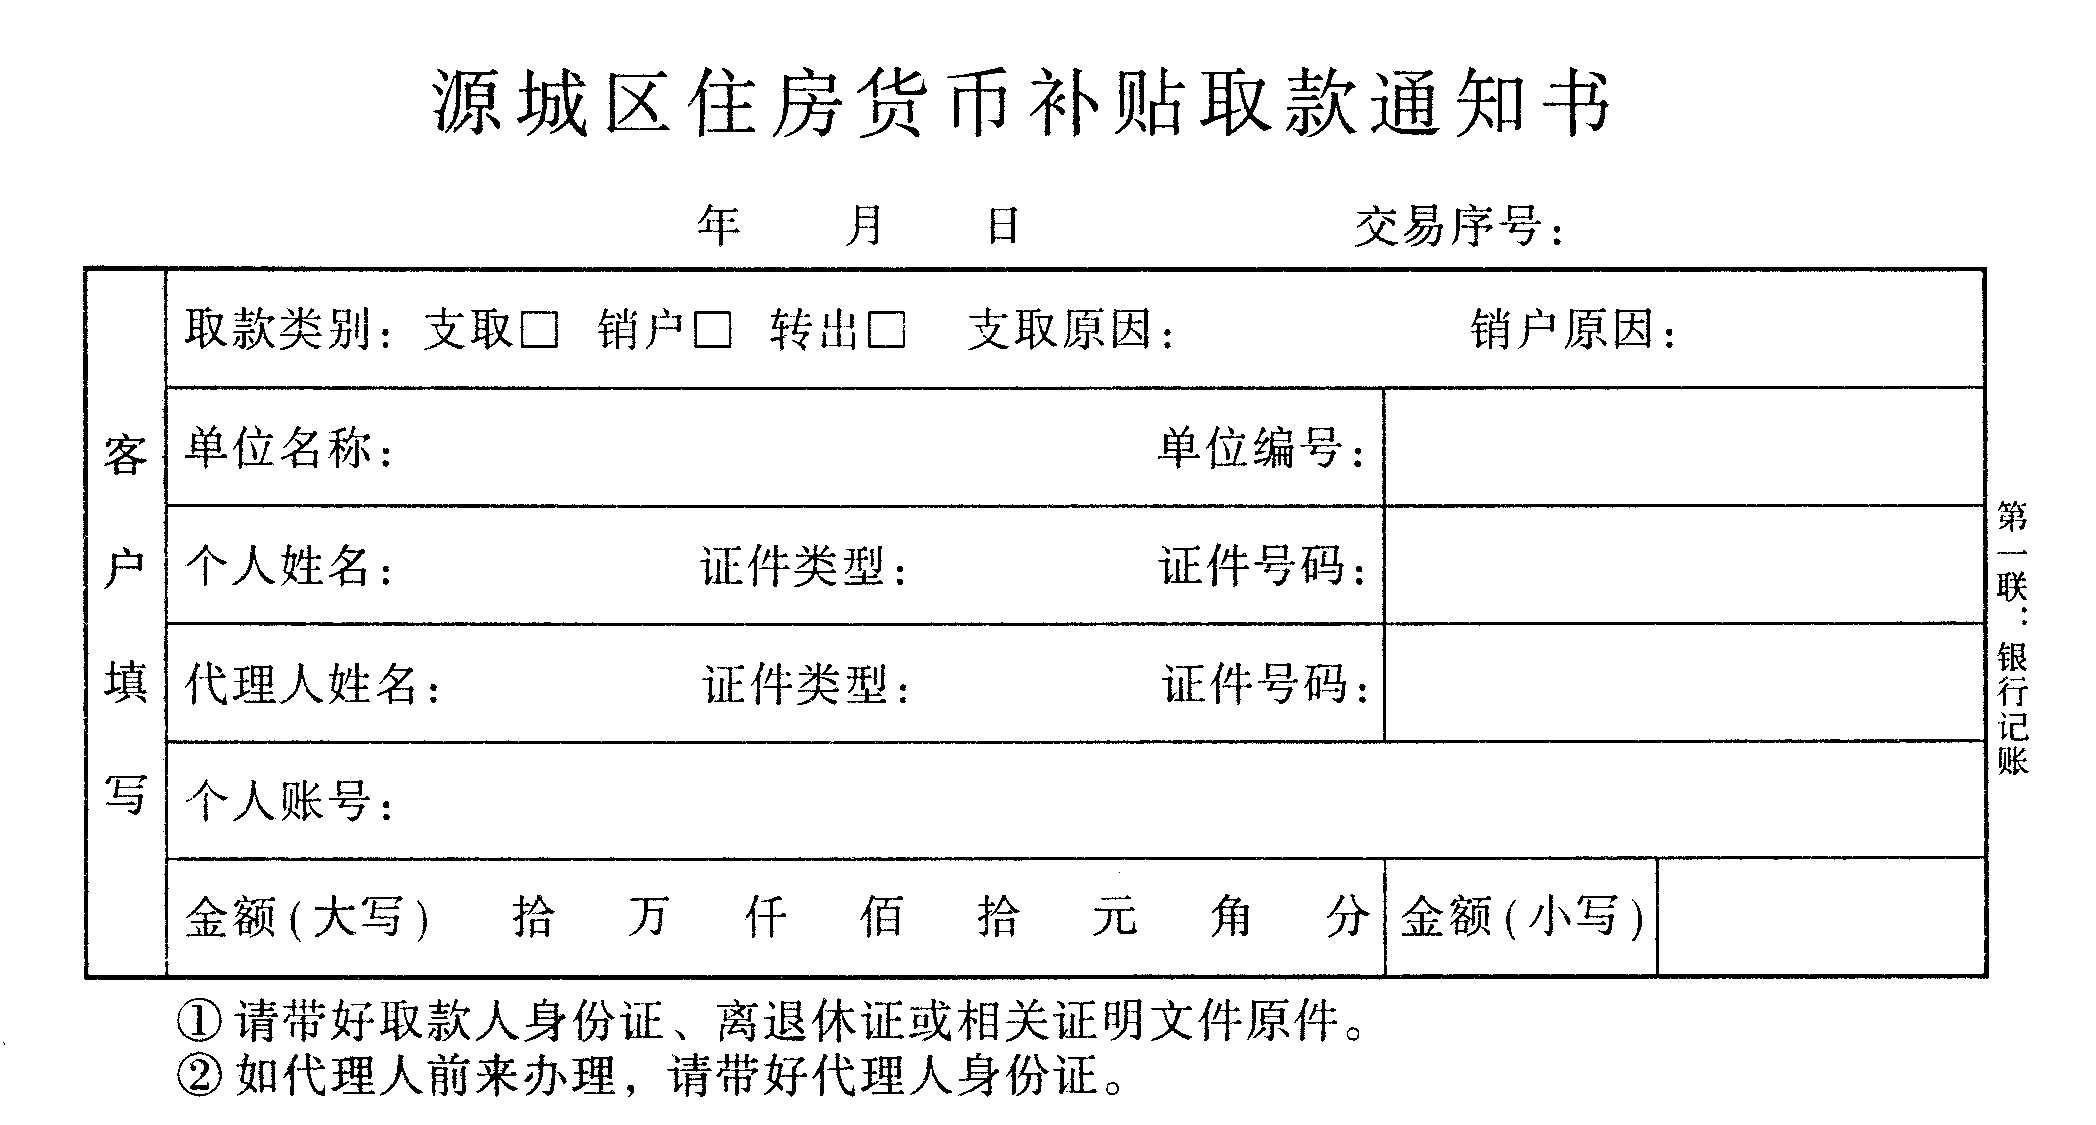 源城区住房货币补贴取款通知书
年 月 日 交易序号：
客户填写
取款类别：支取□ 销户□ 转出□ 支取原因： 销户原因：
单位名称： 单位编号：
个人姓名： 证件类型： 证件号码：
代理人姓名： 证件类型： 证件号码：
个人账号：
金额(大写) 拾 万 仟 佰 拾 元 角 分 金额(小写)
第一联：银行记账
①请带好取款人身份证、离退休证或相关证明文件原件。
②如代理人前来办理，请带好代理人身份证。